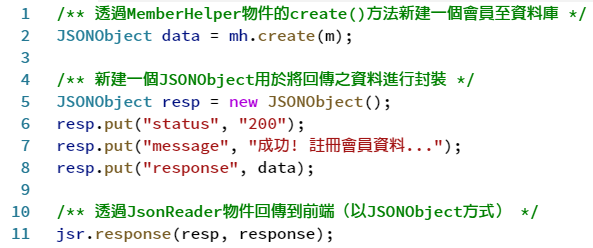 1 /** 透過MemberHelper物件的create()方法新建一個會員至資料庫 */
2 JSONObject data = mh.create(m);
3
4 /** 新建一個JSONObject用於將回傳之資料進行封裝 */
5 JSONObject resp = new JSONObject();
6 resp.put("status", "200");
7 resp.put("message", "成功! 註冊會員資料...");
8 resp.put("response", data);
9
10 /** 透過JsonReader物件回傳到前端（以JSONObject方式） */
11 jsr.response(resp, response);